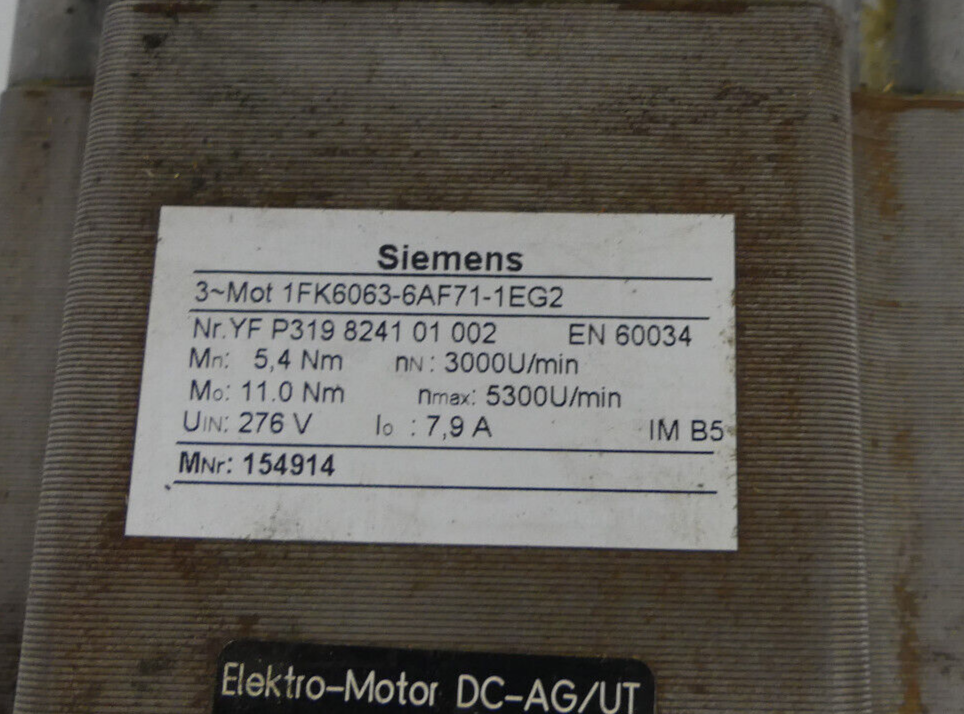 Siemens
3~Mot 1FK6063-6AF71-1EG2
Nr.YF P319 8241 01 002 EN 60034
Mn: 5,4 Nm nN : 3000U/min
Mo: 11.0 Nm nmax: 5300U/min
UIN: 276 V Io : 7,9 A IM B5
MNr: 154914
Elektro-Motor DC-AG/UT